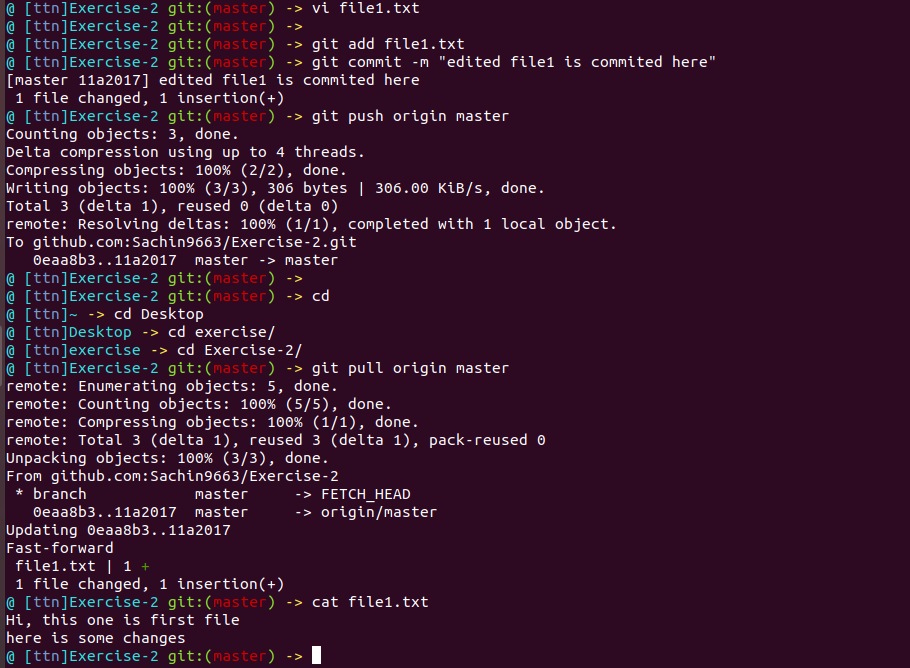 @ [ttn]Exercise-2 git:(master) -> vi file1.txt
@ [ttn]Exercise-2 git:(master) ->
@ [ttn]Exercise-2 git:(master) -> git add file1.txt
@ [ttn]Exercise-2 git:(master) -> git commit -m "edited file1 is commited here"
[master 11a2017] edited file1 is commited here
 1 file changed, 1 insertion(+)
@ [ttn]Exercise-2 git:(master) -> git push origin master
Counting objects: 3, done.
Delta compression using up to 4 threads.
Compressing objects: 100% (2/2), done.
Writing objects: 100% (3/3), 306 bytes | 306.00 KiB/s, done.
Total 3 (delta 1), reused 0 (delta 0)
remote: Resolving deltas: 100% (1/1), completed with 1 local object.
To github.com:Sachin9663/Exercise-2.git
   0eaa8b3..11a2017  master -> master
@ [ttn]Exercise-2 git:(master) ->
@ [ttn]Exercise-2 git:(master) -> cd
@ [ttn]~ -> cd Desktop
@ [ttn]Desktop -> cd exercise/
@ [ttn]exercise -> cd Exercise-2/
@ [ttn]Exercise-2 git:(master) -> git pull origin master
remote: Enumerating objects: 5, done.
remote: Counting objects: 100% (5/5), done.
remote: Compressing objects: 100% (1/1), done.
remote: Total 3 (delta 1), reused 3 (delta 1), pack-reused 0
Unpacking objects: 100% (3/3), done.
From github.com:Sachin9663/Exercise-2
 * branch            master     -> FETCH_HEAD
   0eaa8b3..11a2017  master     -> origin/master
Updating 0eaa8b3..11a2017
Fast-forward
 file1.txt | 1 +
 1 file changed, 1 insertion(+)
@ [ttn]Exercise-2 git:(master) -> cat file1.txt
Hi, this one is first file
here is some changes
@ [ttn]Exercise-2 git:(master) ->